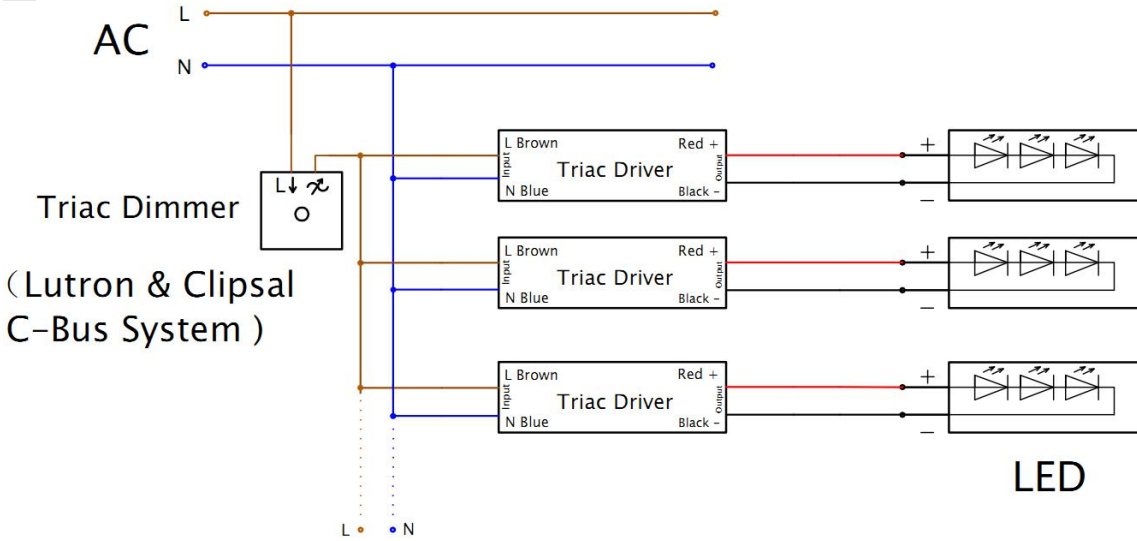 L
AC
N
L Brown
Red +
Input
Triac Driver
Output
N Blue
Black -
+
−
L
Triac Dimmer
L Brown
Red +
Input
Triac Driver
Output
N Blue
Black -
+
−
（Lutron & Clipsal
C-Bus System )
L Brown
Red +
Input
Triac Driver
Output
N Blue
Black -
+
−
LED
L
N